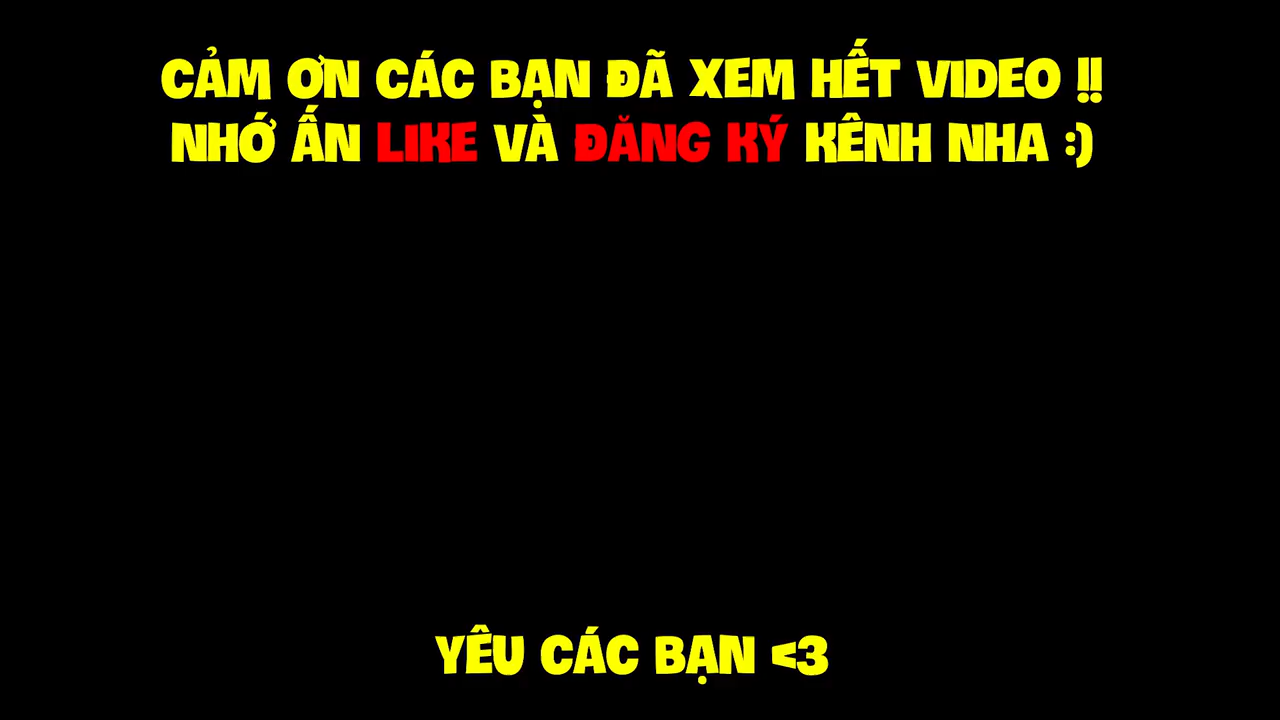 CẢM ƠN CÁC BẠN ĐÃ XEM HẾT VIDEO !!
NHỚ ẤN LIKE VÀ ĐĂNG KÝ KÊNH NHA :)
YÊU CÁC BẠN <3